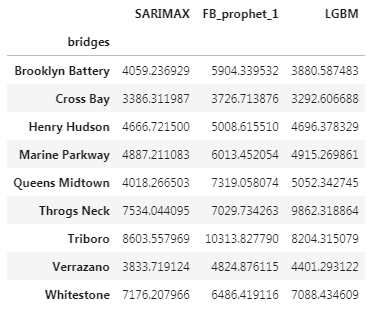 SARIMAX FB_prophet_1 LGBM
bridges
Brooklyn Battery 4059.236929 5904.339532 3880.587483
Cross Bay 3386.311987 3726.713876 3292.606688
Henry Hudson 4666.721500 5008.615510 4696.378329
Marine Parkway 4887.211083 6013.452054 4915.269861
Queens Midtown 4018.266503 7319.058074 5052.342745
Throgs Neck 7534.044095 7029.734263 9862.318864
Triboro 8603.557969 10313.827790 8204.315079
Verrazano 3833.719124 4824.876115 4401.293122
Whitestone 7176.207966 6486.419116 7088.434609